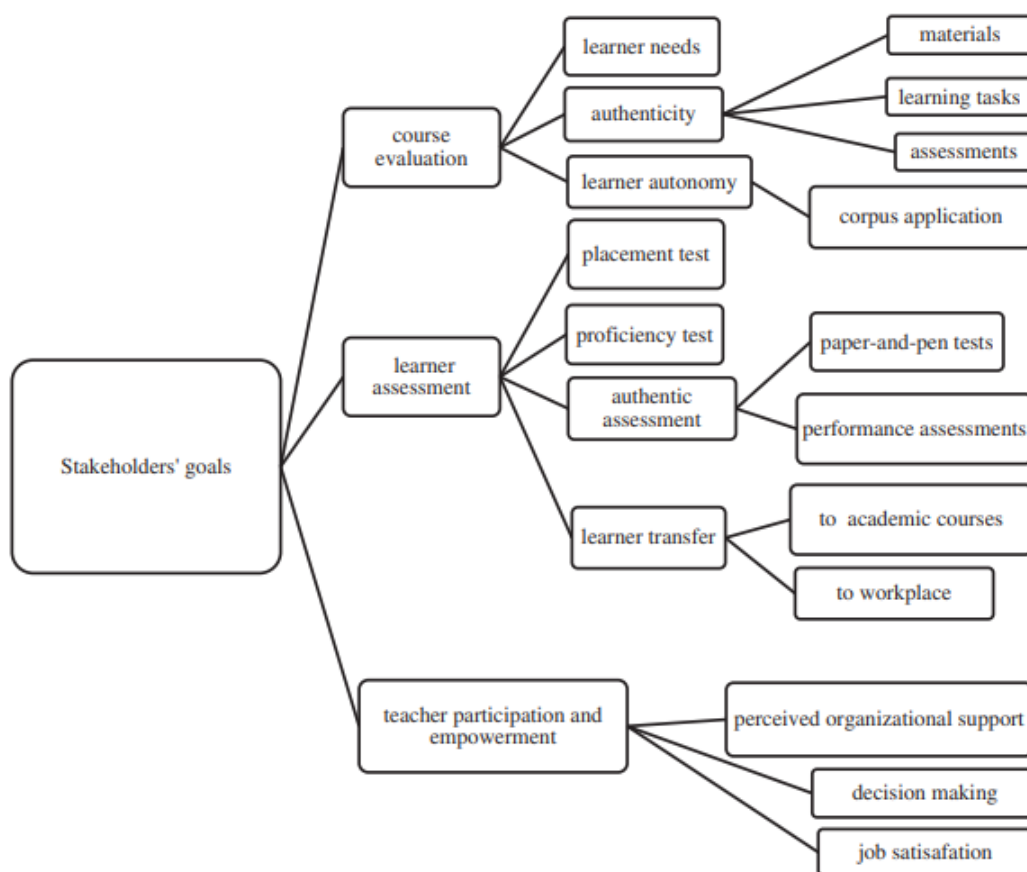 Stakeholders' goals
course
evaluation
learner needs
authenticity
materials
learning tasks
assessments
learner autonomy
corpus application
learner
assessment
placement test
proficiency test
authentic
assessment
paper-and-pen tests
performance assessments
learner transfer
to academic courses
to workplace
teacher participation and
empowerment
perceived organizational support
decision making
job satisafation